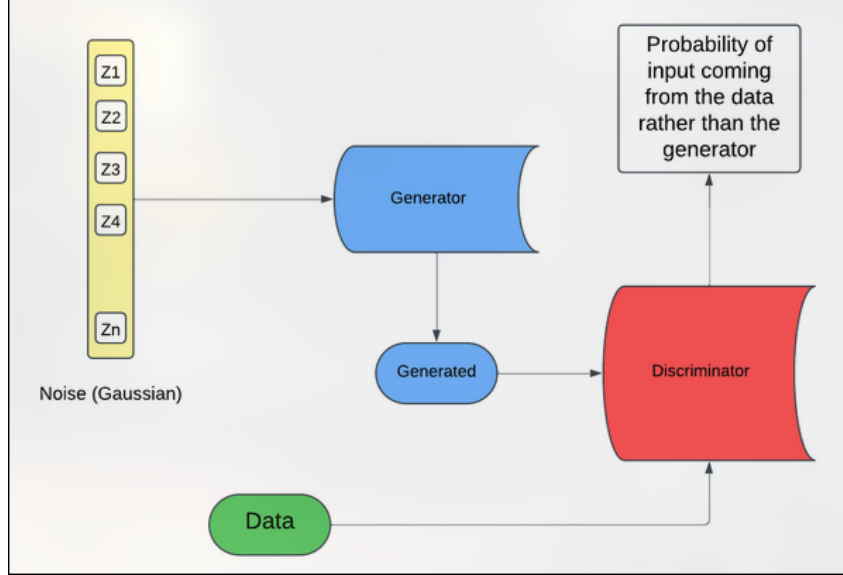 Z1
Z2
Z3
Z4
Zn
Noise (Gaussian)
Generator
Generated
Data
Discriminator
Probability of
input coming
from the data
rather than the
generator